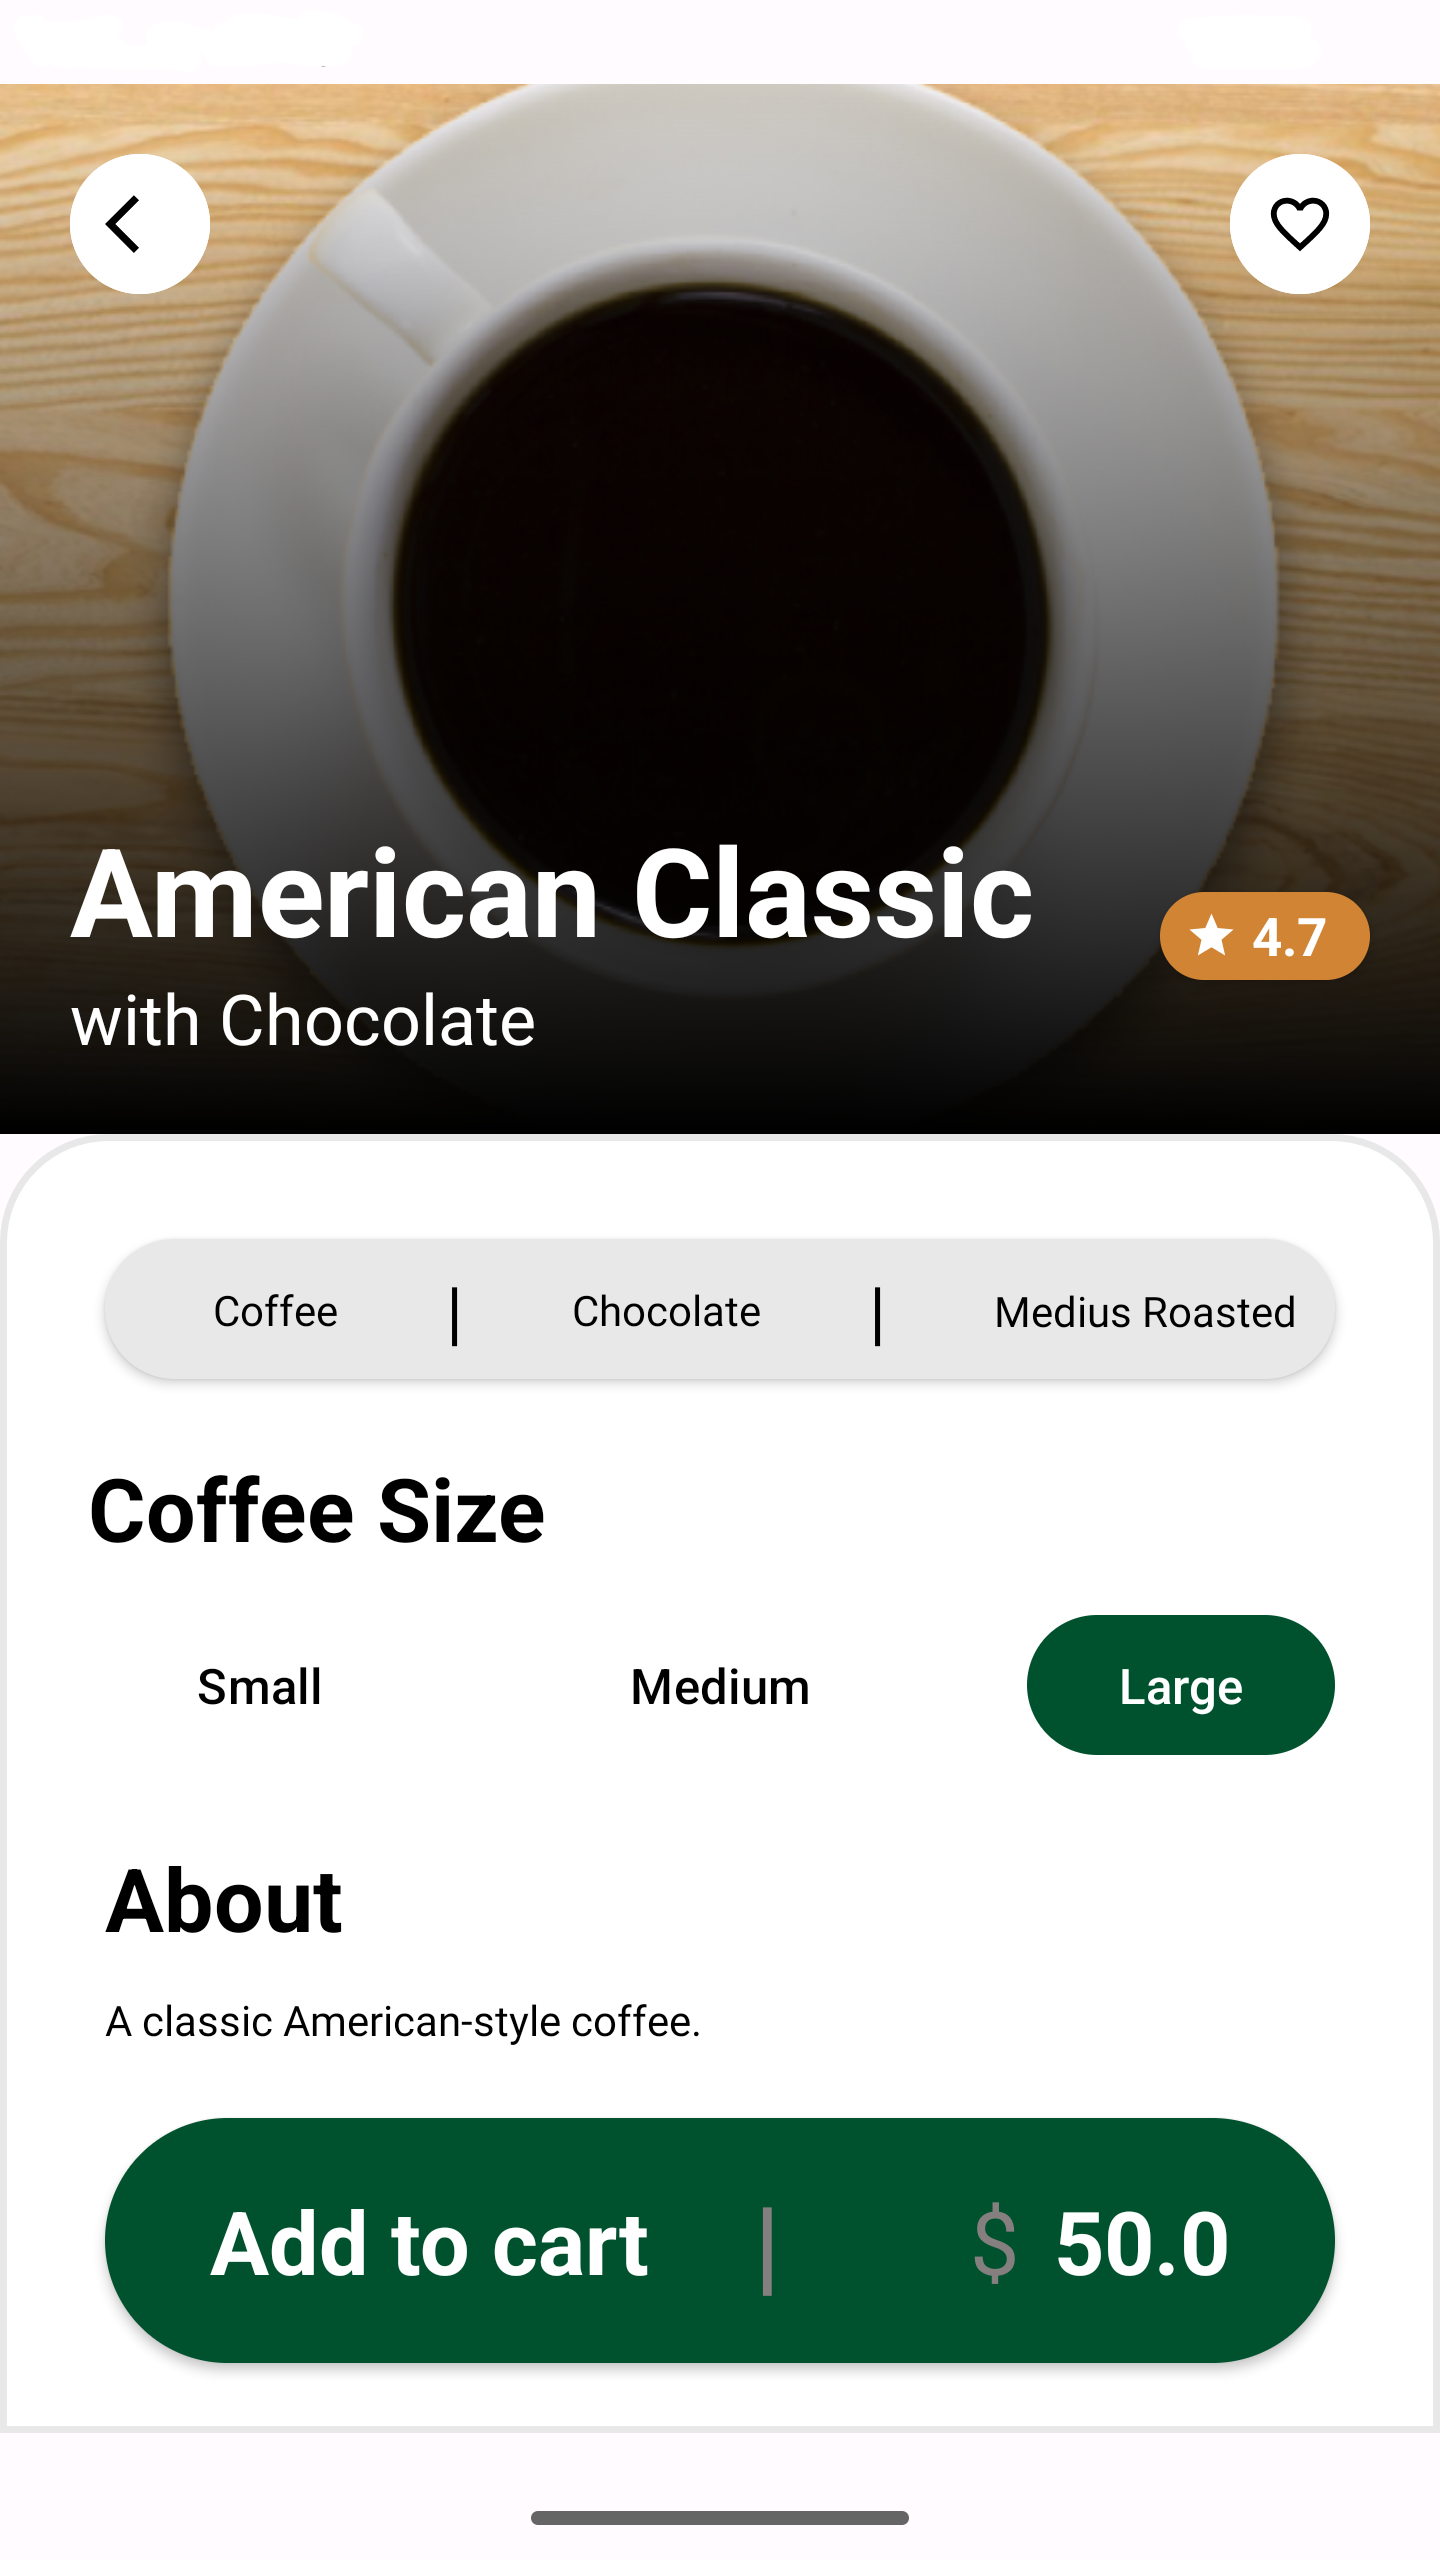 American Classic
4.7
with Chocolate
Coffee | Chocolate | Medius Roasted
Coffee Size
Small Medium Large
About
A classic American-style coffee.
Add to cart | $ 50.0